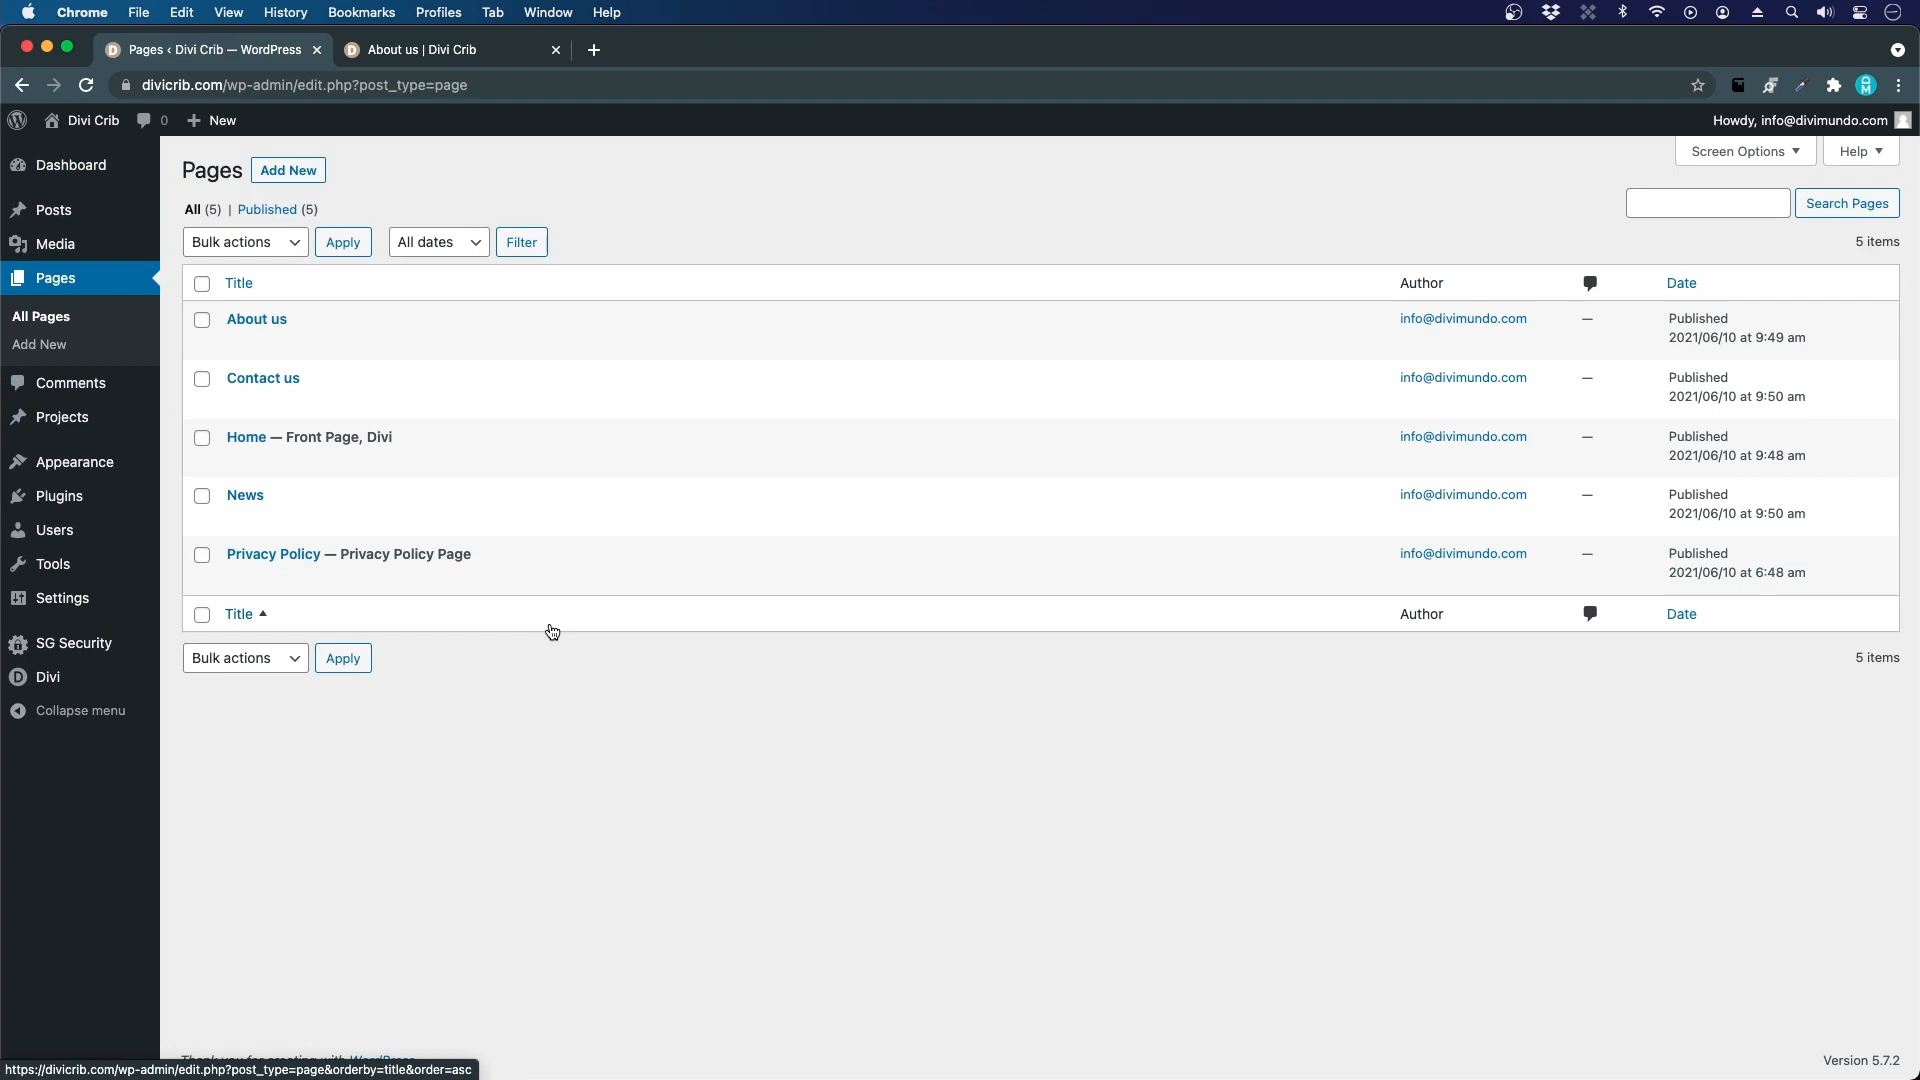 Chrome File Edit View History Bookmarks Profiles Tab Window Help
Pages ‹ Divi Crib — WordPress
About us | Divi Crib
divicrib.com/wp-admin/edit.php?post_type=page
Divi Crib 0 New
Howdy, info@divimundo.com
Dashboard
Posts
Media
Pages
All Pages
Add New
Comments
Projects
Appearance
Plugins
Users
Tools
Settings
SG Security
Divi
Collapse menu
Screen Options Help
Pages Add New
All (5) | Published (5)
Search Pages
Bulk actions Apply All dates Filter
5 items
Title Author Date
About us info@divimundo.com — Published
2021/06/10 at 9:49 am
Contact us info@divimundo.com — Published
2021/06/10 at 9:50 am
Home — Front Page, Divi info@divimundo.com — Published
2021/06/10 at 9:48 am
News info@divimundo.com — Published
2021/06/10 at 9:50 am
Privacy Policy — Privacy Policy Page info@divimundo.com — Published
2021/06/10 at 6:48 am
Title Author Date
Bulk actions Apply
5 items
Thank you for creating with WordPress
Version 5.7.2
https://divicrib.com/wp-admin/edit.php?post_type=page&orderby=title&order=asc